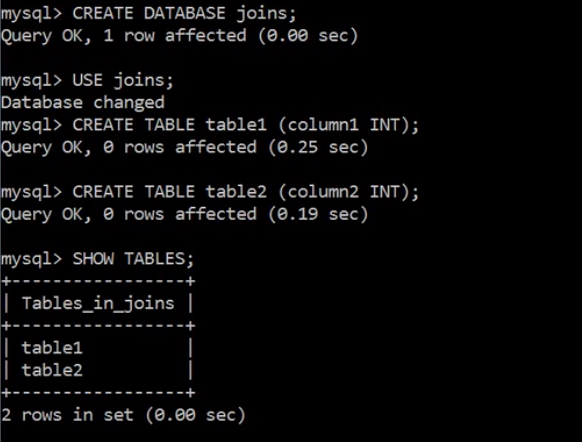 mysql> CREATE DATABASE joins;
Query OK, 1 row affected (0.00 sec)
mysql> USE joins;
Database changed
mysql> CREATE TABLE table1 (column1 INT);
Query OK, 0 rows affected (0.25 sec)
mysql> CREATE TABLE table2 (column2 INT);
Query OK, 0 rows affected (0.19 sec)
mysql> SHOW TABLES;
+-----------------+
| Tables_in_joins |
+-----------------+
| table1          |
| table2          |
+-----------------+
2 rows in set (0.00 sec)